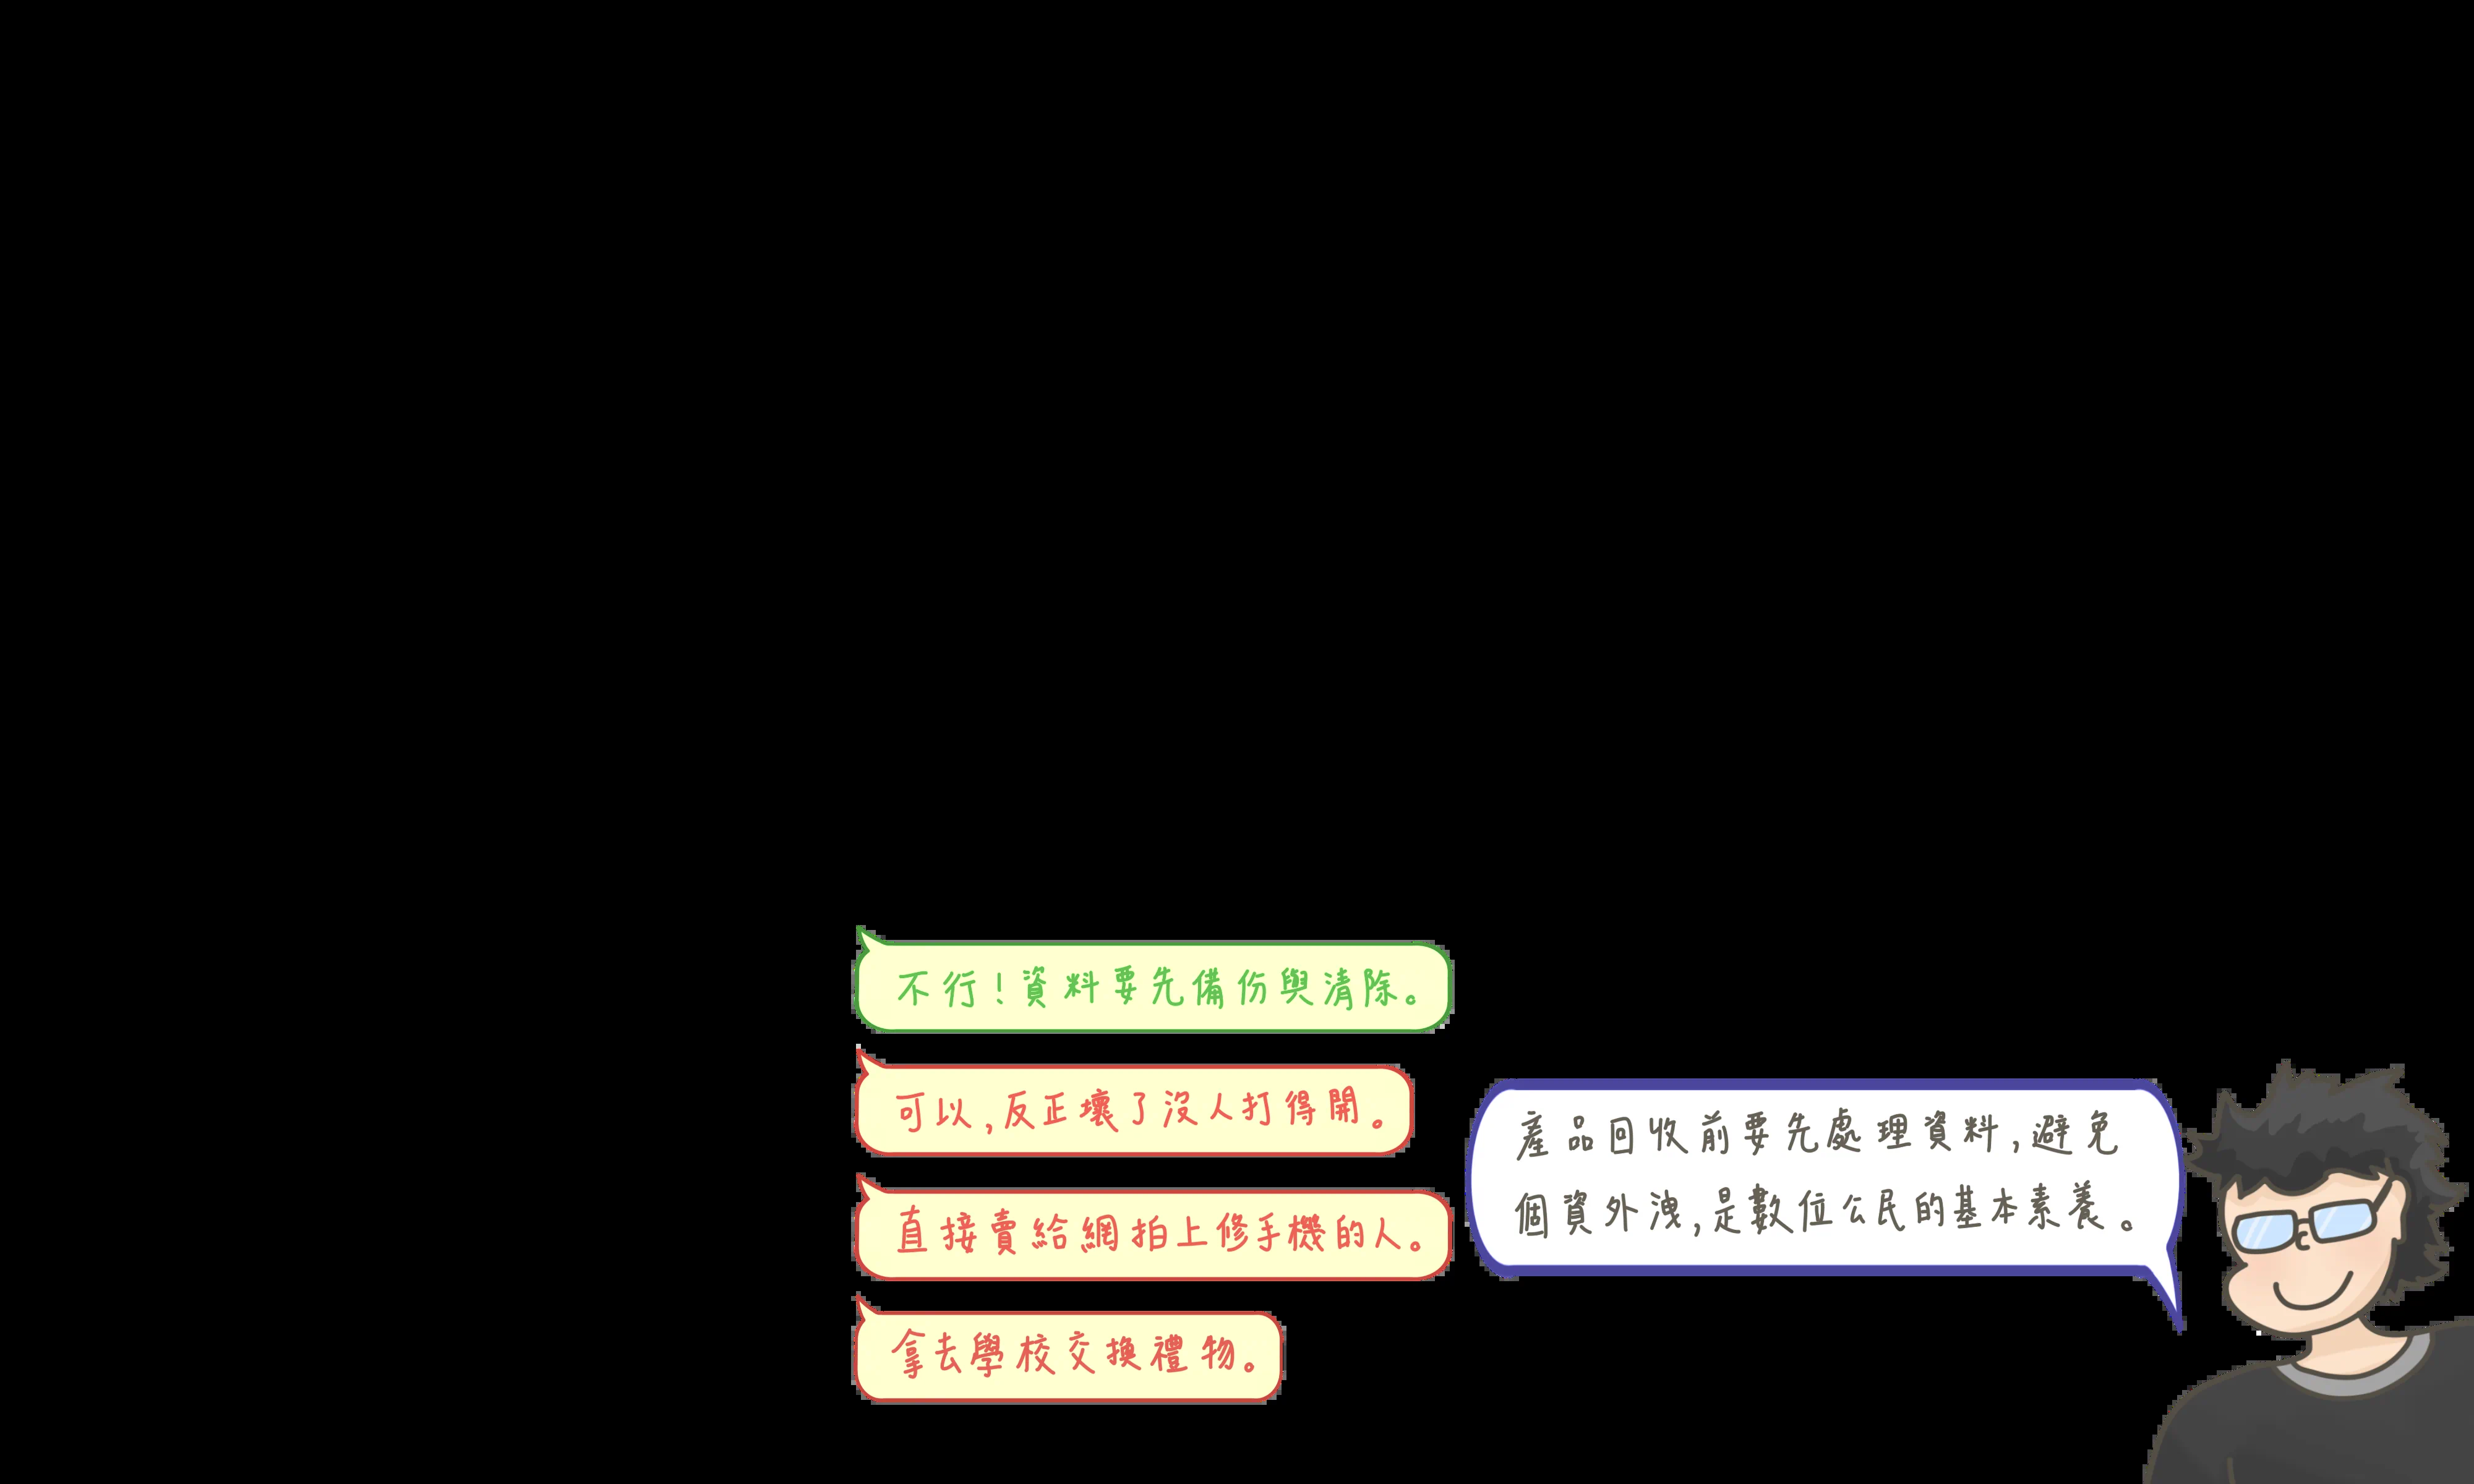 不行!資料要先備份與清除。
可以,反正壞了沒人打得開。
直接賣給網拍上修手機的人。
拿去學校交換禮物。
產品回收前要先處理資料,避免
個資外洩,是數位公民的基本素養。